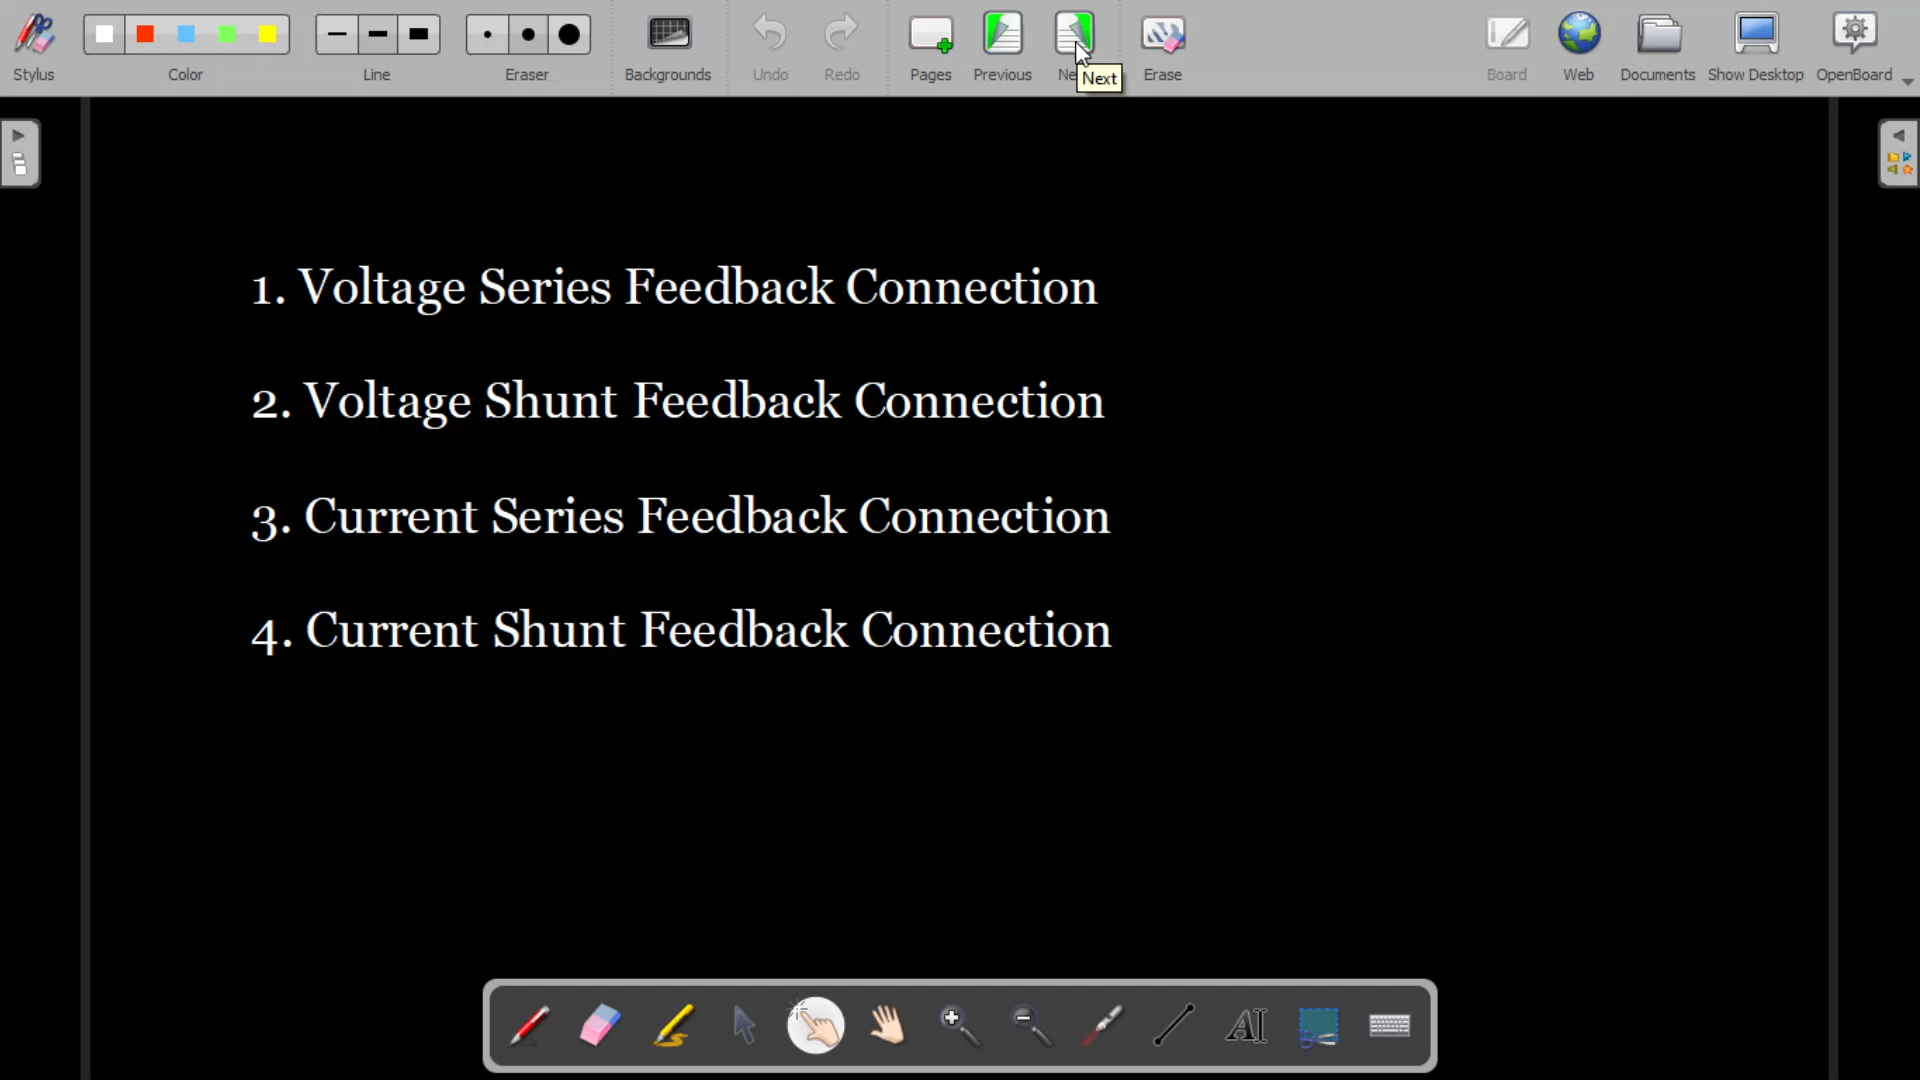 Stylus Color Line Eraser Backgrounds Undo Redo Pages Previous Next Erase Board Web Documents Show Desktop OpenBoard
1. Voltage Series Feedback Connection
2. Voltage Shunt Feedback Connection
3. Current Series Feedback Connection
4. Current Shunt Feedback Connection
AI